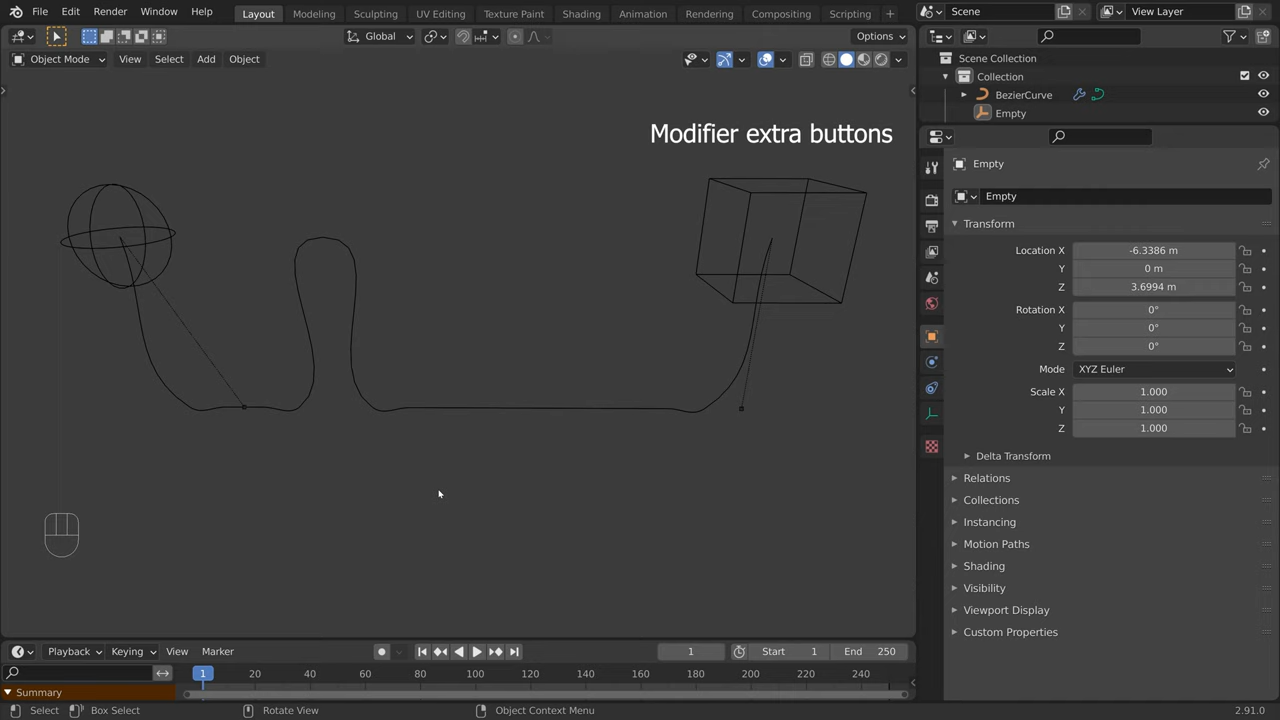 File Edit Render Window Help Layout Modeling Sculpting UV Editing Texture Paint Shading Animation Rendering Compositing Scripting + Scene View Layer
Global Options
Object Mode View Select Add Object
Scene Collection
Collection
BezierCurve
Empty
Modifier extra buttons
Empty
Empty
Transform
Location X -6.3386 m
Y 0 m
Z 3.6994 m
Rotation X 0°
Y 0°
Z 0°
Mode XYZ Euler
Scale X 1.000
Y 1.000
Z 1.000
Delta Transform
Relations
Collections
Instancing
Motion Paths
Shading
Visibility
Viewport Display
Custom Properties
Playback Keying View Marker 1 Start 1 End 250
1 20 40 60 80 100 120 140 160 180 200 220 240
Summary
Select Box Select Rotate View Object Context Menu 2.91.0